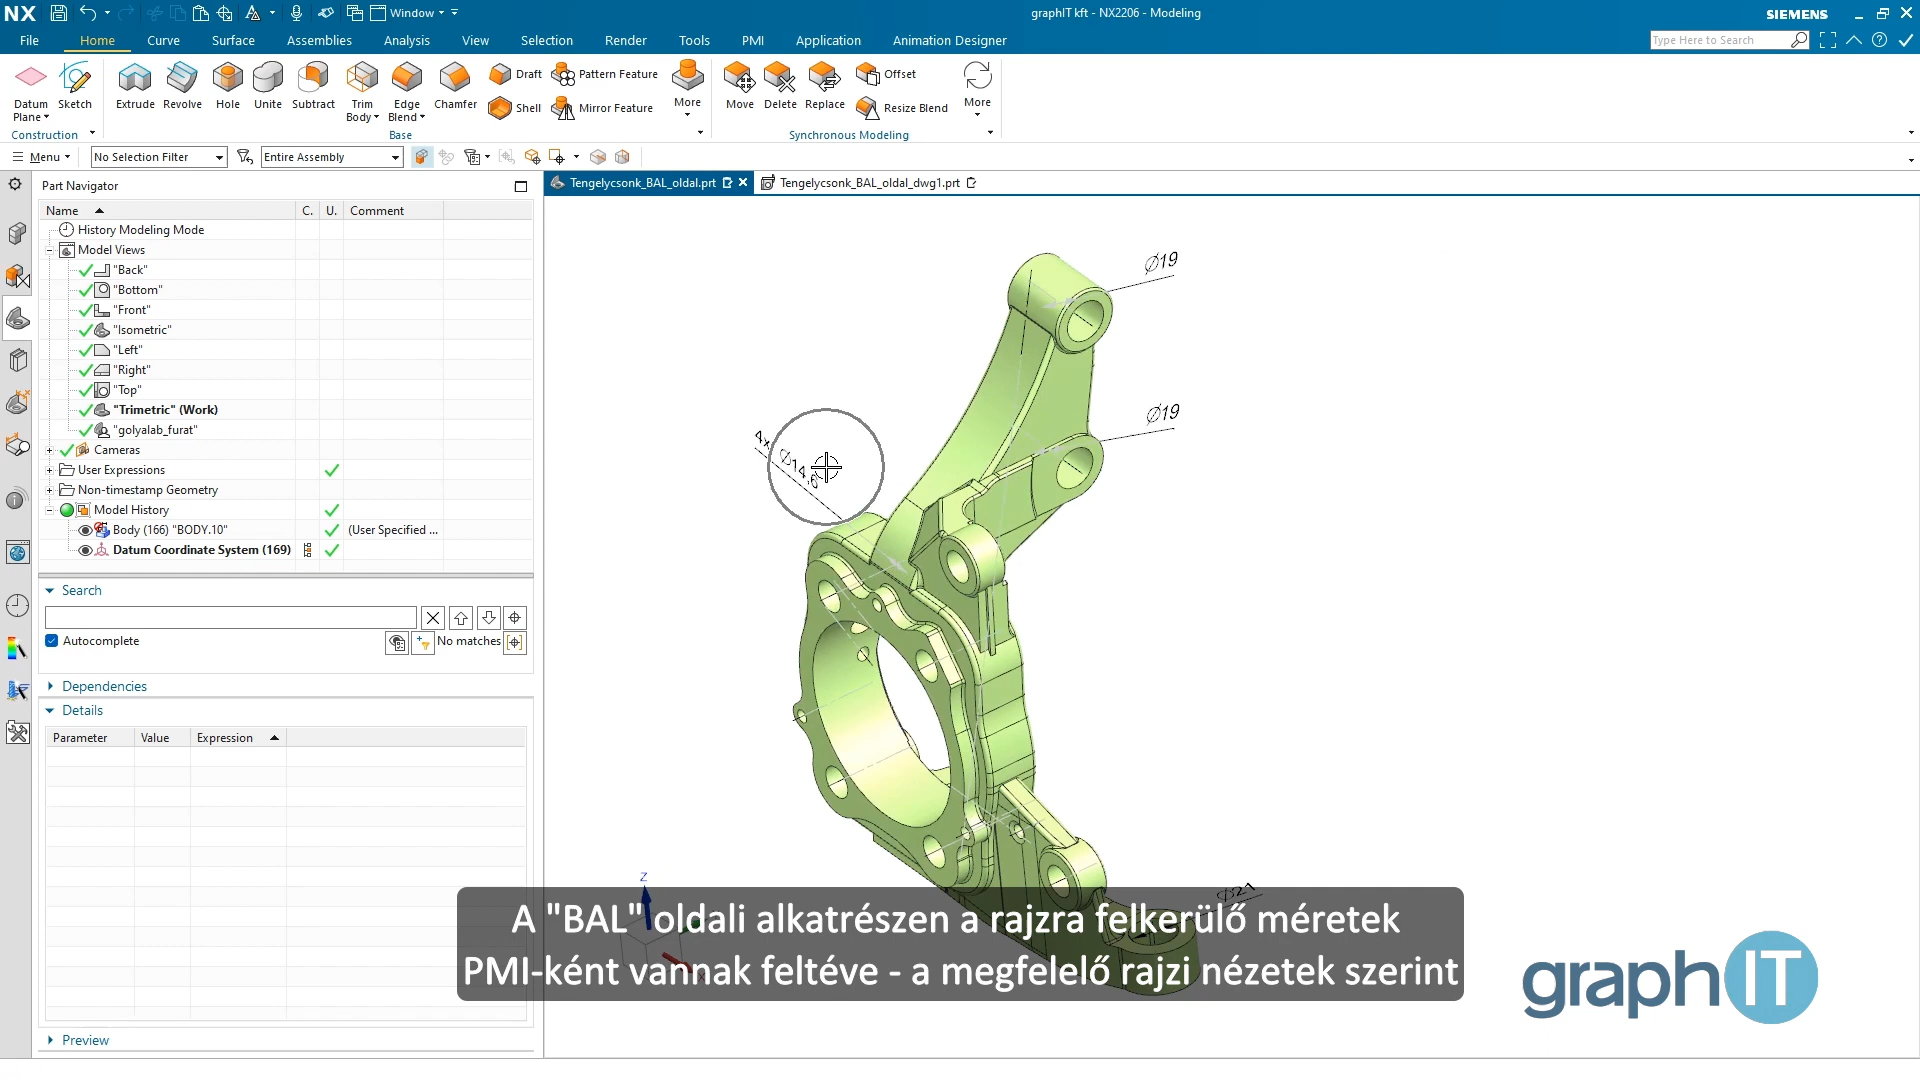 NX
Window
graphIT kft - NX2206 - Modeling
SIEMENS
File
Home
Curve
Surface
Assemblies
Analysis
View
Selection
Render
Tools
PMI
Application
Animation Designer
Type Here to Search
Datum Plane
Sketch
Extrude
Revolve
Hole
Unite
Subtract
Trim Body
Edge Blend
Chamfer
Draft
Shell
Pattern Feature
Mirror Feature
More
Move
Delete
Replace
Offset
Resize Blend
More
Construction
Base
Synchronous Modeling
Menu
No Selection Filter
Entire Assembly
Part Navigator
Tengelycsonk_BAL_oldal.prt
Tengelycsonk_BAL_oldal_dwg1.prt
Name C. U. Comment
History Modeling Mode
Model Views
"Back"
"Bottom"
"Front"
"Isometric"
"Left"
"Right"
"Top"
"Trimetric" (Work)
"golyalab_furat"
Cameras
User Expressions
Non-timestamp Geometry
Model History
Body (166) "BODY.10" (User Specified ...
Datum Coordinate System (169)
Search
Autocomplete
No matches
Dependencies
Details
Parameter Value Expression
Preview
Ø19
Ø19
4x Ø14,6
Ø21
Z
A "BAL" oldali alkatrészen a rajzra felkerülő méretek
PMI-ként vannak feltéve - a megfelelő rajzi nézetek szerint
graphIT